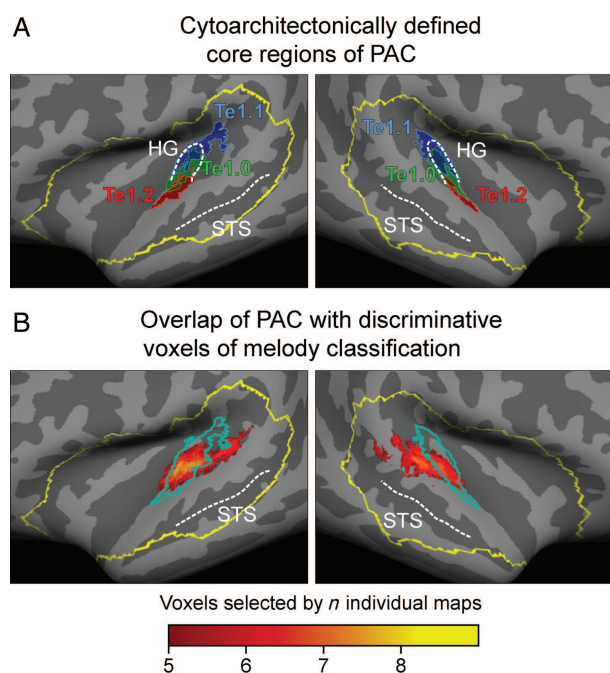 A
Cytoarchitectonically defined
core regions of PAC
Te1.1
HG
Te1.0
Te1.2
STS
Te1.1
HG
Te1.0
Te1.2
STS
B
Overlap of PAC with discriminative
voxels of melody classification
STS
STS
Voxels selected by n individual maps
5 6 7 8